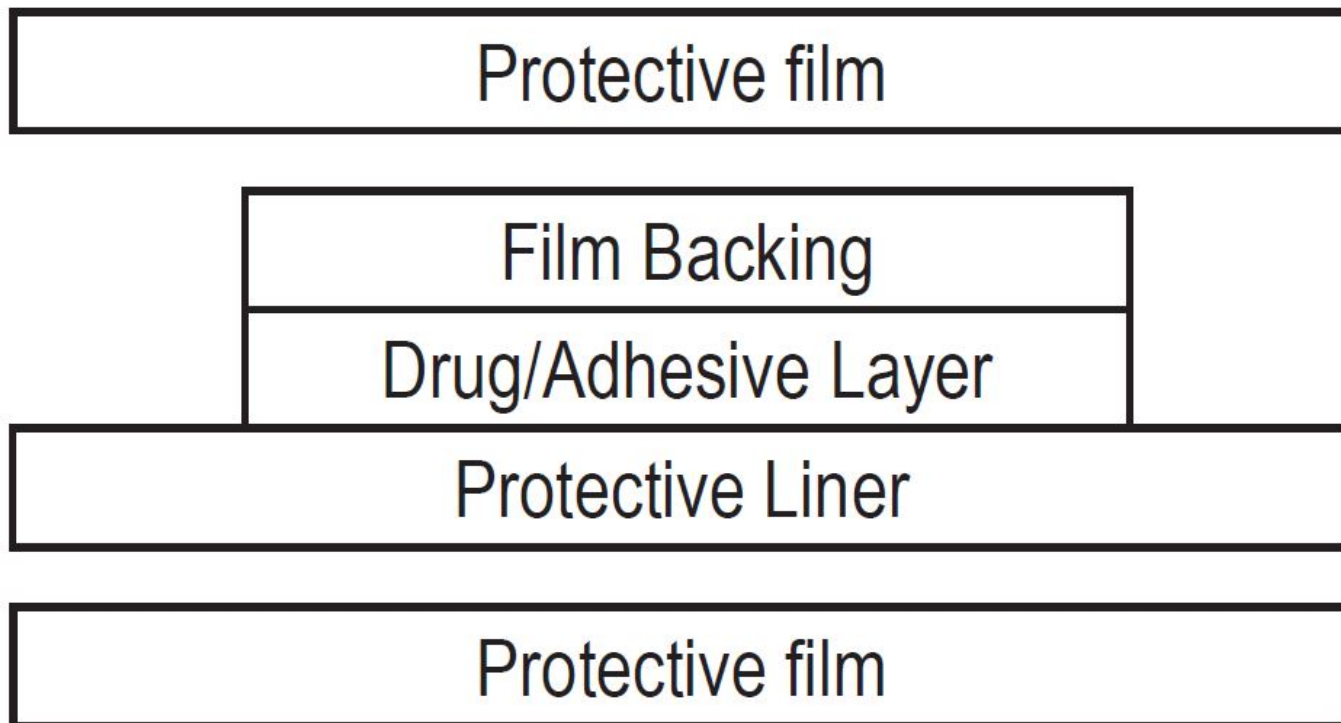 Protective film
Film Backing
Drug/Adhesive Layer
Protective Liner
Protective film